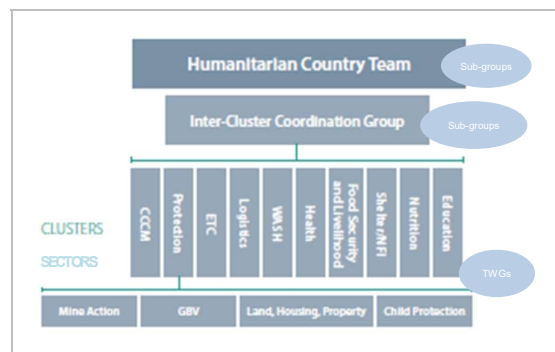 Humanitarian Country Team
Sub-groups
Inter-Cluster Coordination Group
Sub-groups
CCCM
Protection
ETC
Logistics
WASH
Health
Food Security
and Livelihood
Shelter/NFI
Nutrition
Education
CLUSTERS
SECTORS
TWGs
Mine Action
GBV
Land, Housing, Property
Child Protection